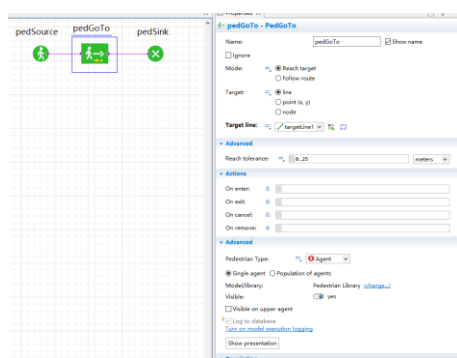 pedSource
pedGoTo
pedSink
pedGoTo - PedGoTo
Name:
pedGoTo
Show name
Ignore
Mode:
Reach target
Follow route
Target:
line
point (x, y)
node
Target line:
targetLine1
Advanced
Reach tolerance:
0.25
meters
Actions
On enter:
On exit:
On cancel:
On remove:
Advanced
Pedestrian Type:
Agent
Single agent
Population of agents
Model/library:
Pedestrian Library (change...)
Visible:
yes
Visible on upper agent
Log to database
Turn on model execution logging
Show presentation